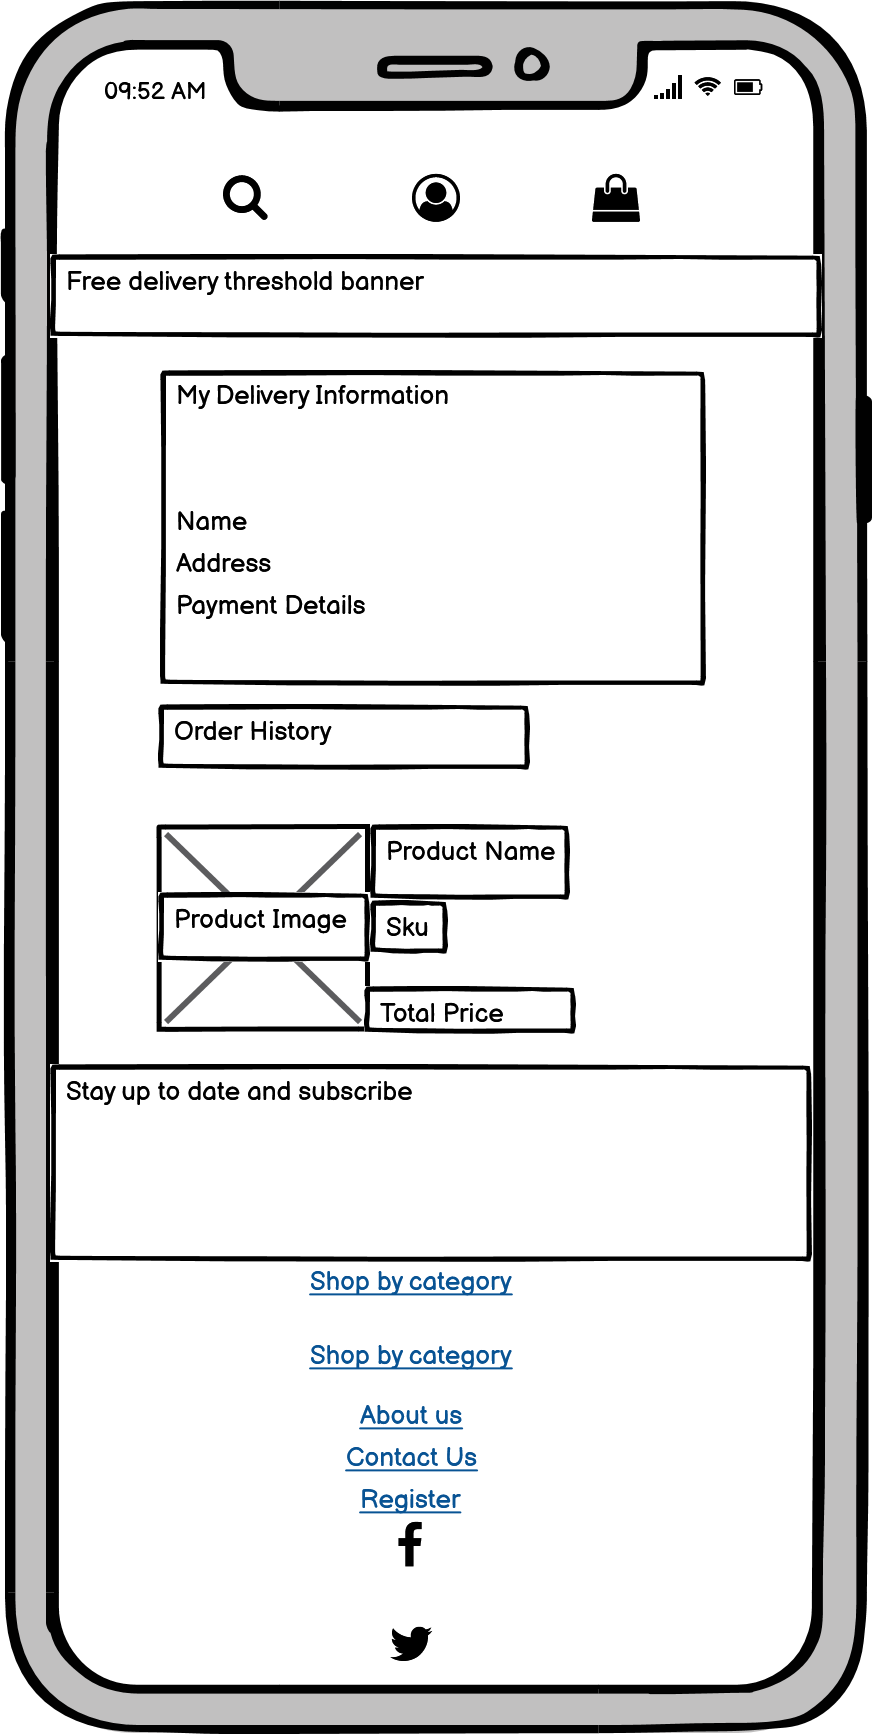 09:52 AM
Free delivery threshold banner
My Delivery Information
Name
Address
Payment Details
Order History
Product Name
Product Image
Sku
Total Price
Stay up to date and subscribe
Shop by category
Shop by category
About us
Contact Us
Register